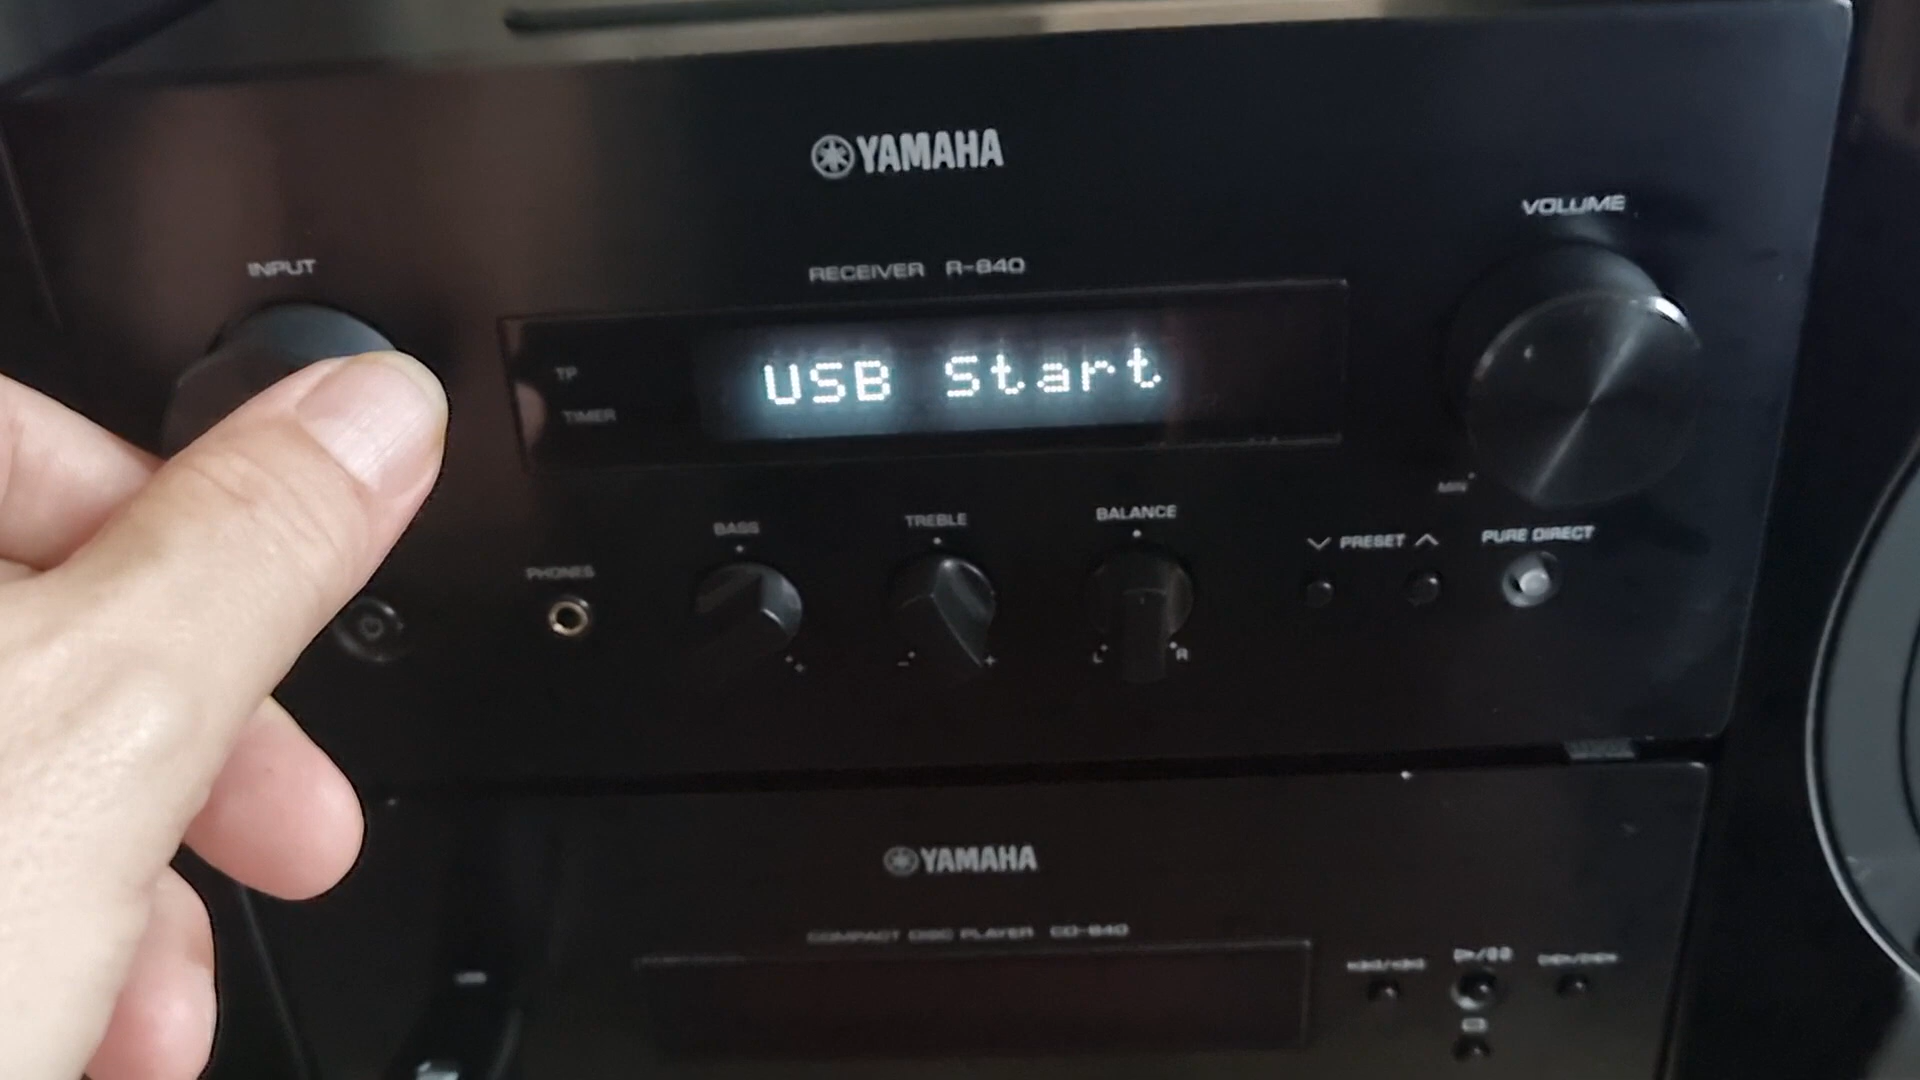 YAMAHA
VOLUME
INPUT
RECEIVER R-840
TP
USB Start
TIMER
MIN
BASS
TREBLE
BALANCE
PRESET
PURE DIRECT
PHONES
- +
L R
YAMAHA
COMPACT DISC PLAYER CD-840
USB